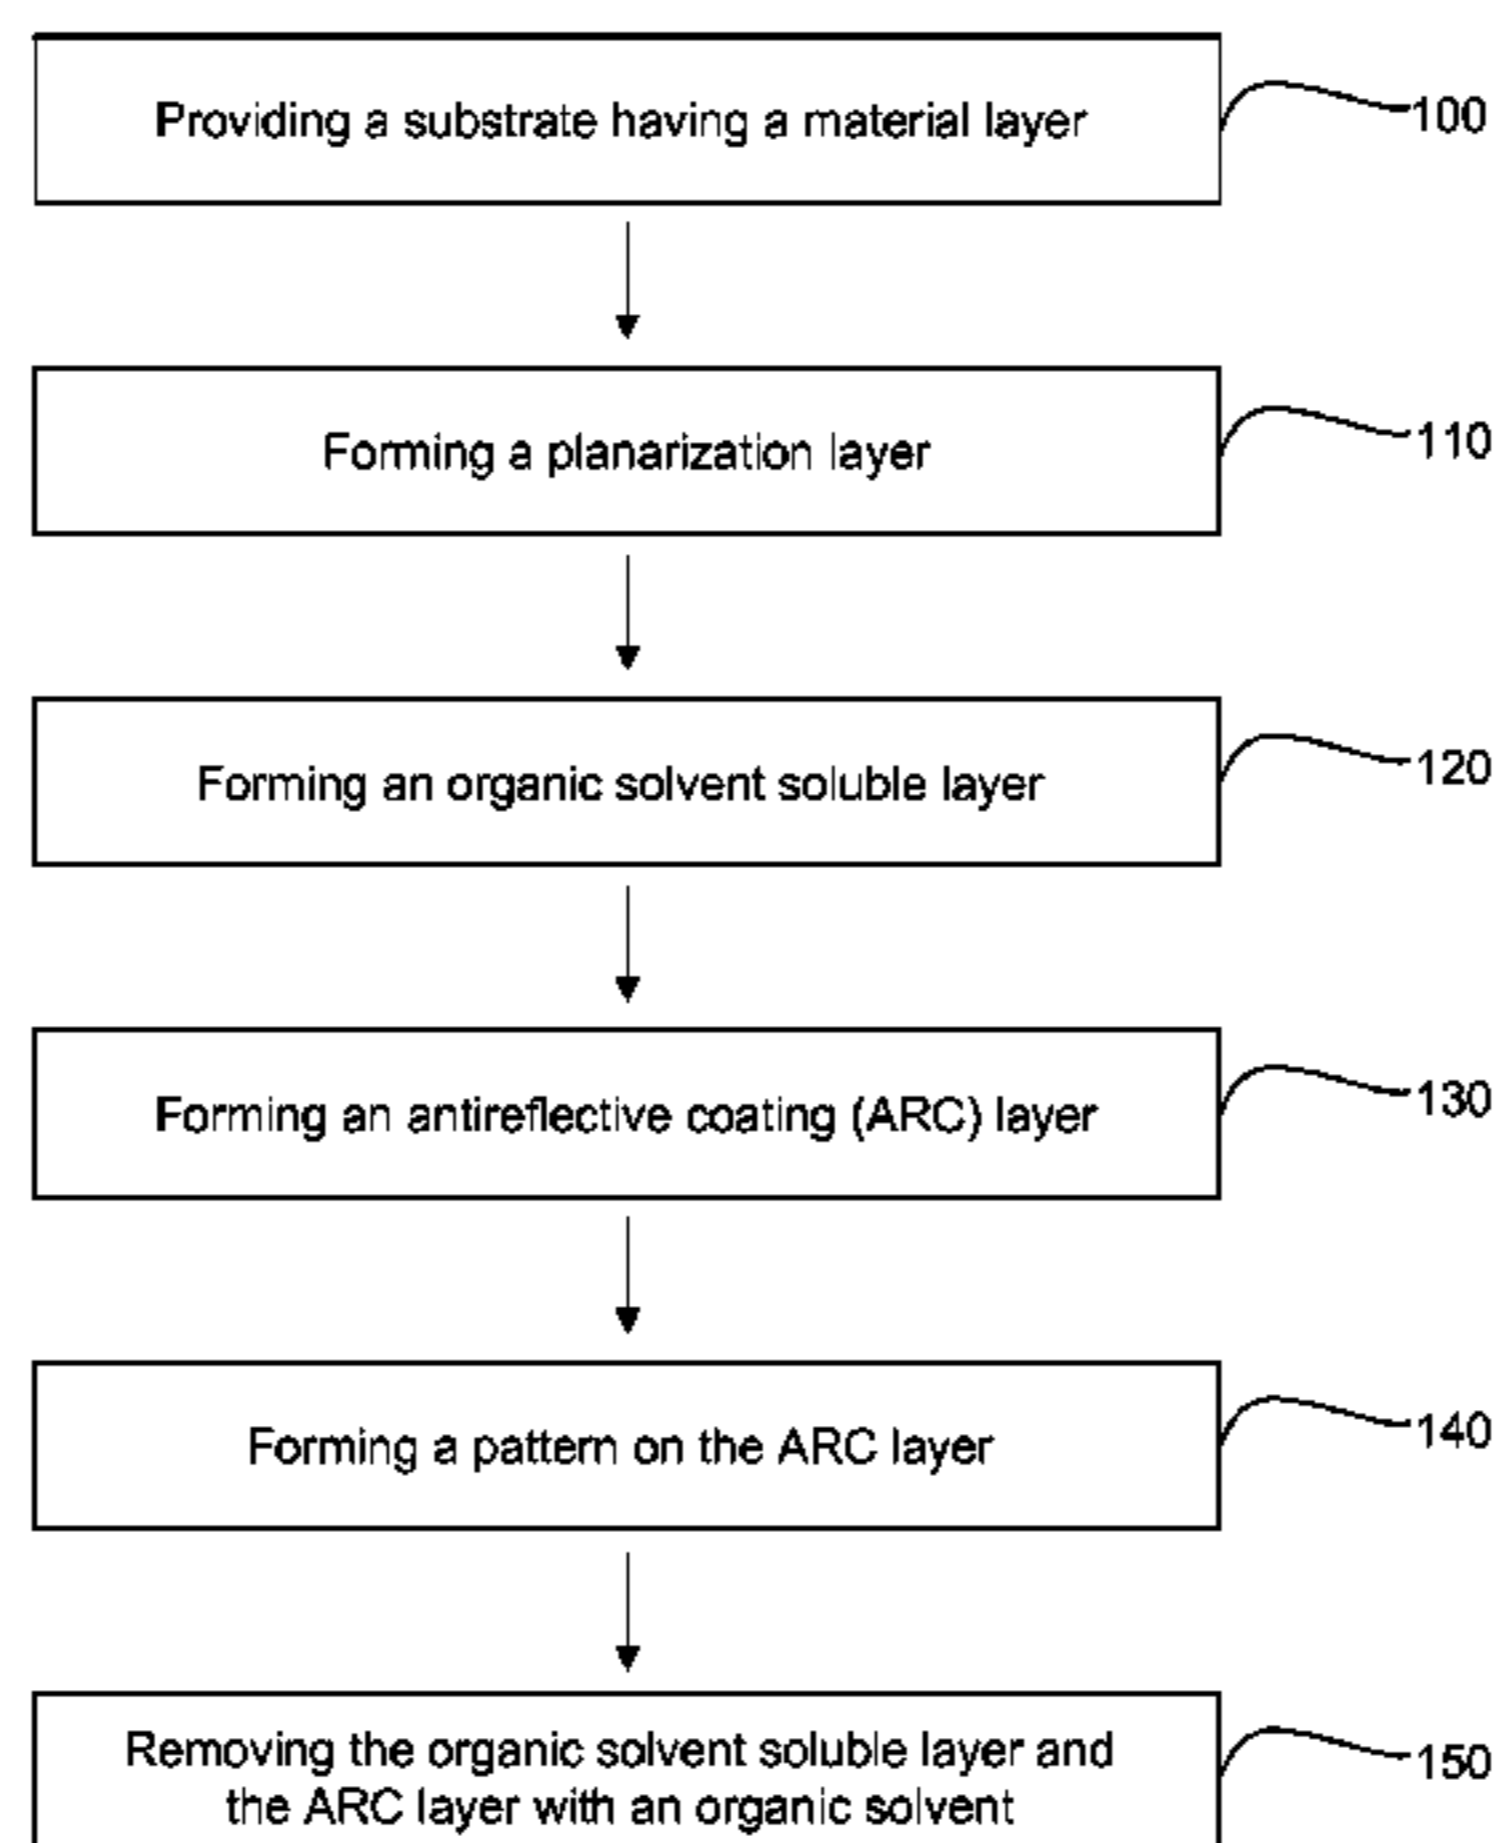 Providing a substrate having a material layer
100
Forming a planarization layer
110
Forming an organic solvent soluble layer
120
Forming an antireflective coating (ARC) layer
130
Forming a pattern on the ARC layer
140
Removing the organic solvent soluble layer and
the ARC layer with an organic solvent
150